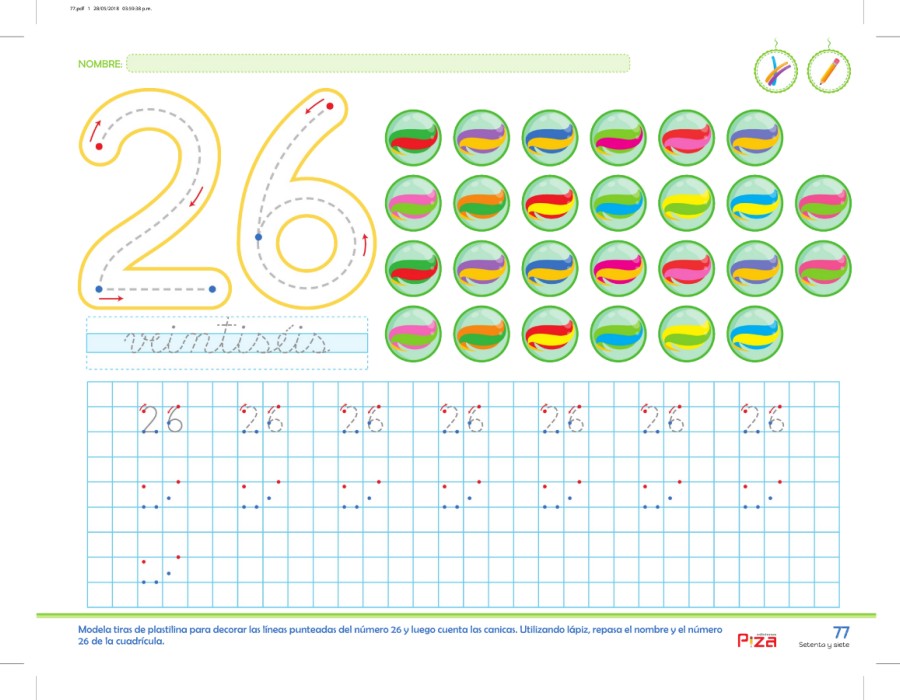 77.pdf 1 28/05/2018 03:59:38 p.m.
NOMBRE:
26
veintiséis
26 26 26 26 26 26 26
Modela tiras de plastilina para decorar las líneas punteadas del número 26 y luego cuenta las canicas. Utilizando lápiz, repasa el nombre y el número
26 de la cuadrícula.
Piza
77
Setenta y siete